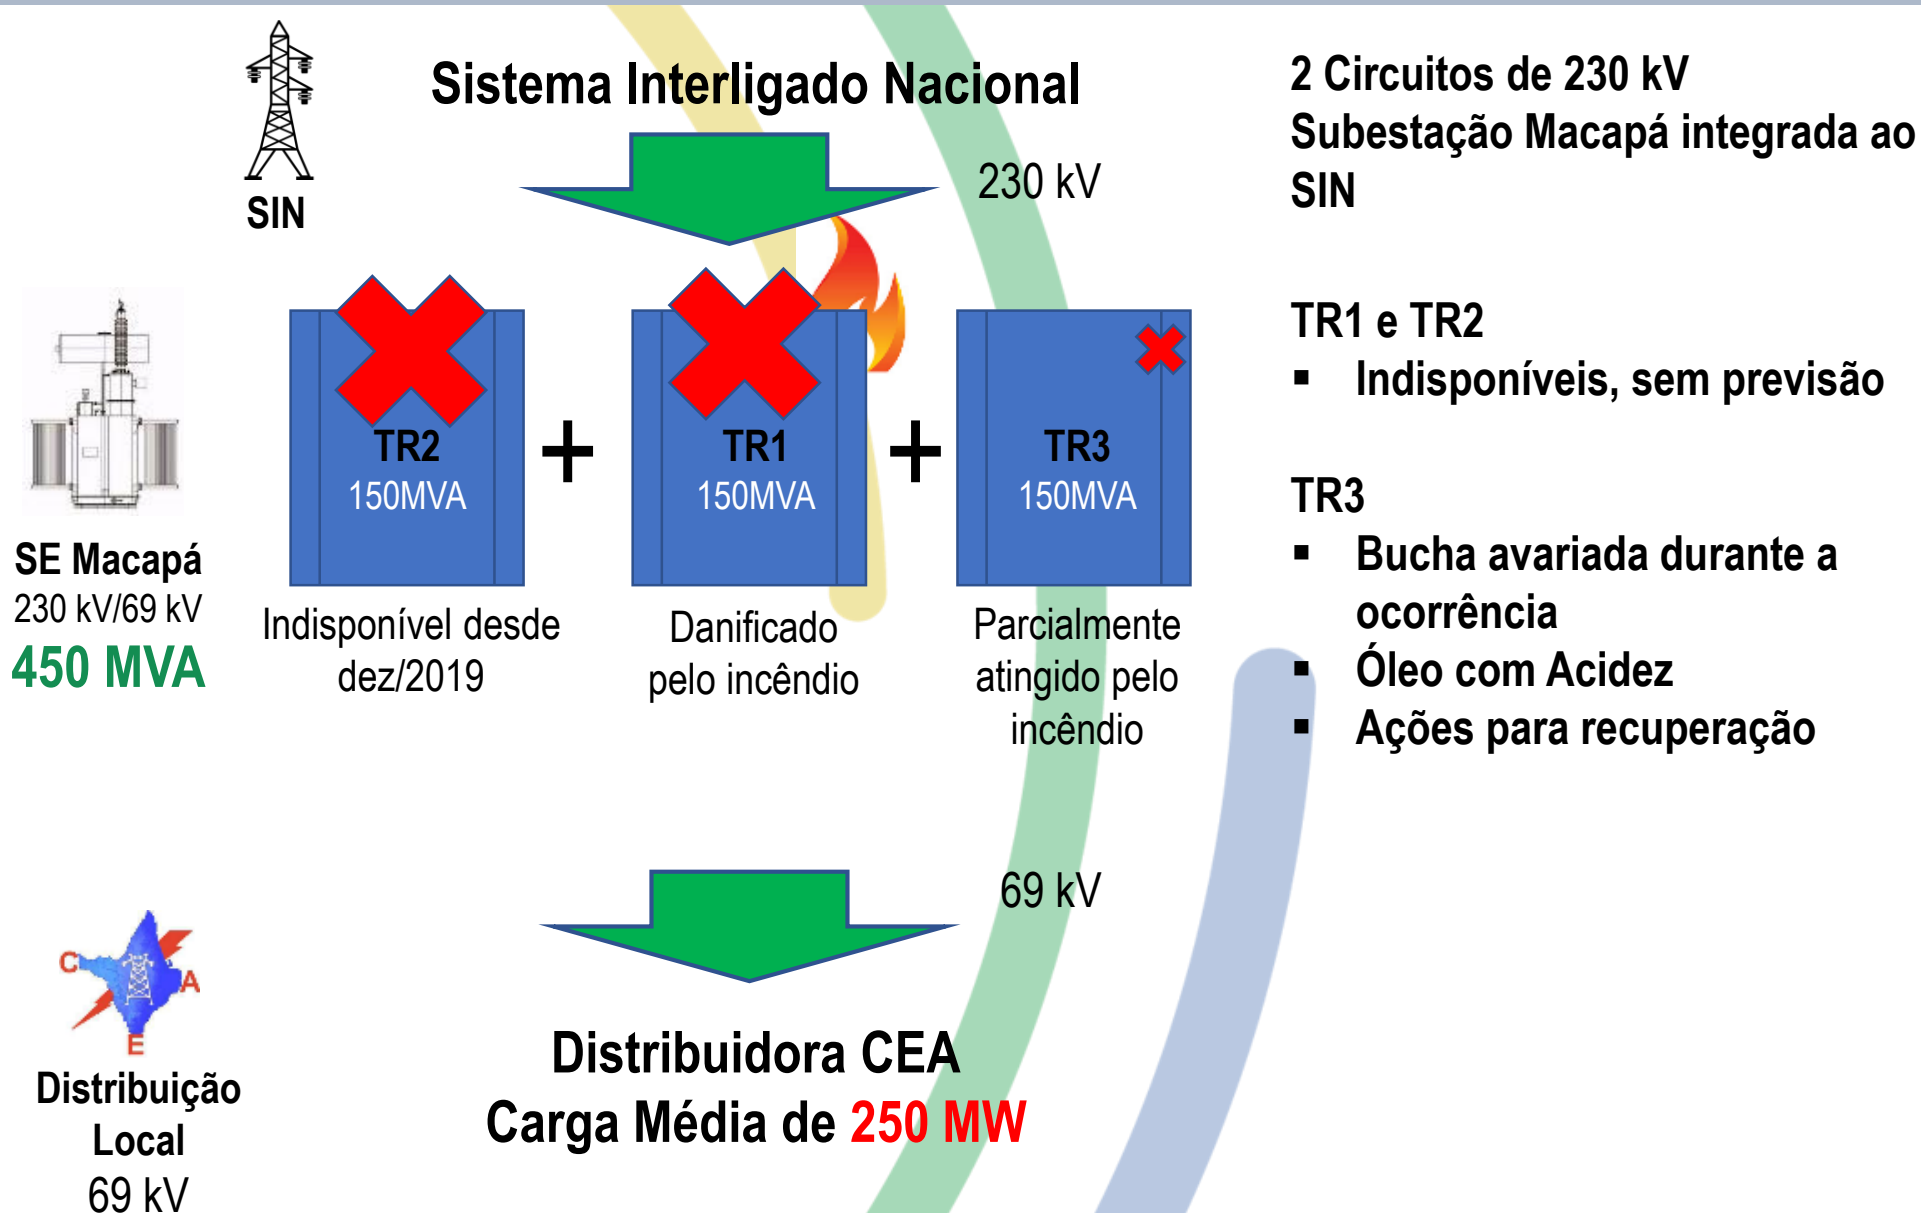 Sistema Interligado Nacional
SIN
230 kV
2 Circuitos de 230 kV
Subestação Macapá integrada ao
SIN
TR1 e TR2
▪ Indisponíveis, sem previsão
TR3
▪ Bucha avariada durante a
ocorrência
▪ Óleo com Acidez
▪ Ações para recuperação
SE Macapá
230 kV/69 kV
450 MVA
TR2
150MVA
+
TR1
150MVA
+
TR3
150MVA
Indisponível desde
dez/2019
Danificado
pelo incêndio
Parcialmente
atingido pelo
incêndio
69 kV
C
A
E
Distribuição
Local
69 kV
Distribuidora CEA
Carga Média de 250 MW